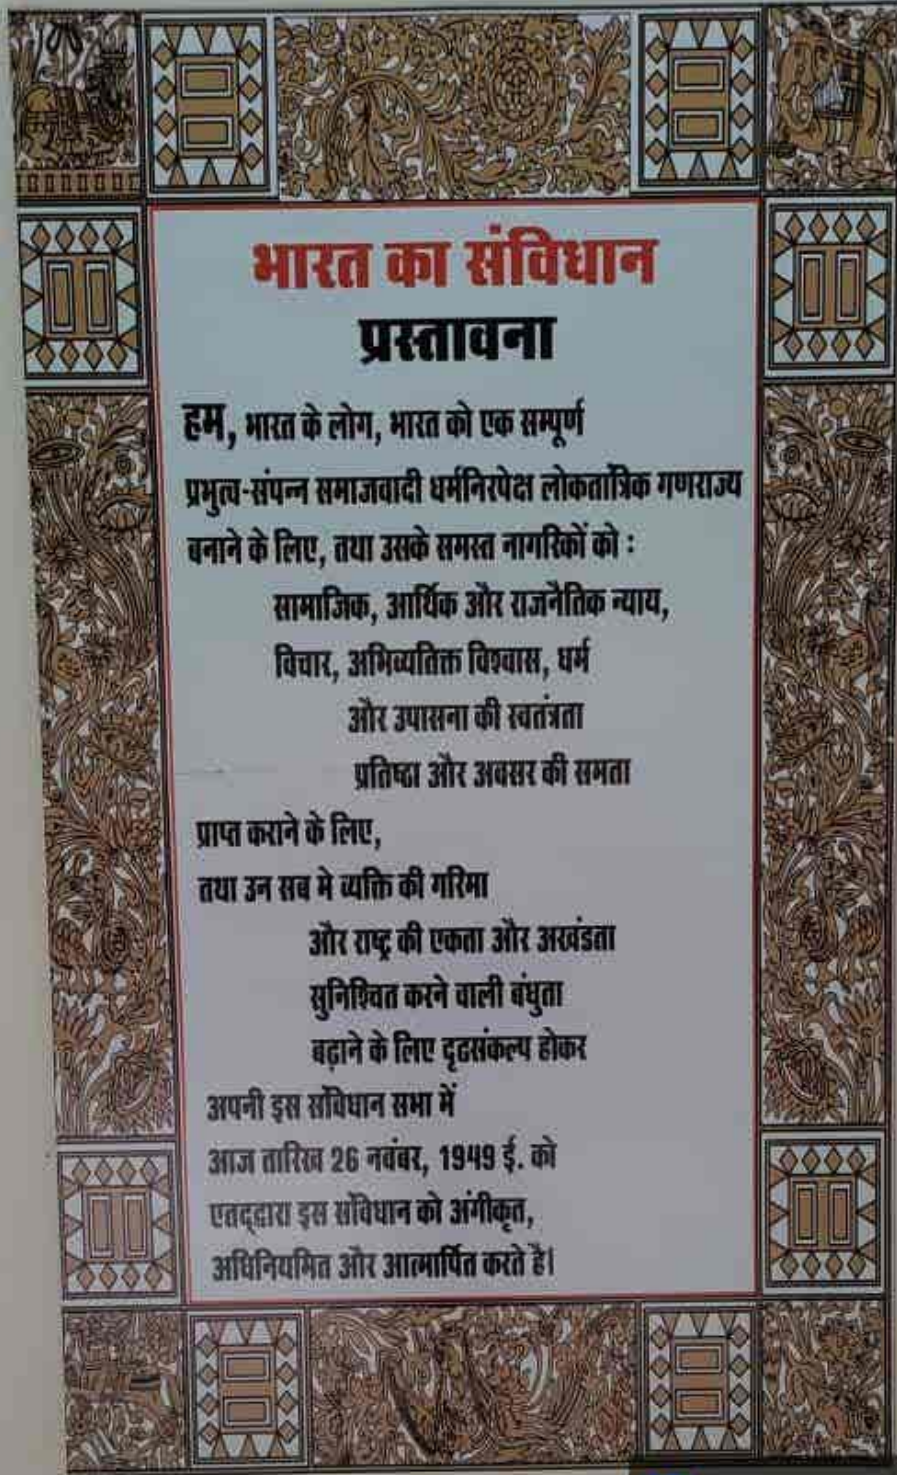 भारत का संविधान
प्रस्तावना
हम, भारत के लोग, भारत को एक सम्पूर्ण
प्रभुत्व-संपन्न समाजवादी धर्मनिरपेक्ष लोकतांत्रिक गणराज्य
बनाने के लिए, तथा उसके समस्त नागरिकों को :
सामाजिक, आर्थिक और राजनैतिक न्याय,
विचार, अभिव्यतिक्त विश्वास, धर्म
और उपासना की स्वतंत्रता
प्रतिष्ठा और अवसर की समता
प्राप्त कराने के लिए,
तथा उन सब मे व्यक्ति की गरिमा
और राष्ट्र की एकता और अखंडता
सुनिश्चित करने वाली बंधुता
बढ़ाने के लिए दृढसंकल्प होकर
अपनी इस संविधान सभा में
आज तारिख 26 नवंबर, 1949 ई. को
एतद्द्वारा इस संविधान को अंगीकृत,
अधिनियमित और आत्मार्पित करते है।